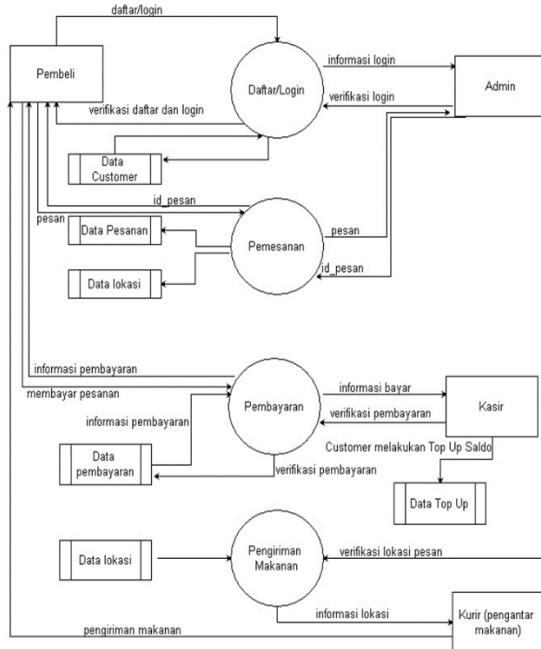 daftar/login
Pembeli
Daftar/Login
informasi login
verifikasi login
Admin
verifikasi daftar dan login
Data
Customer
id_pesan
pesan
Data Pesanan
Pemesanan
pesan
id_pesan
Data lokasi
informasi pembayaran
membayar pesanan
informasi pembayaran
Pembayaran
informasi bayar
verifikasi pembayaran
Kasir
Customer melakukan Top Up Saldo
Data
pembayaran
verifikasi pembayaran
Data Top Up
Data lokasi
Pengiriman
Makanan
verifikasi lokasi pesan
informasi lokasi
Kurir (pengantar
makanan)
pengiriman makanan